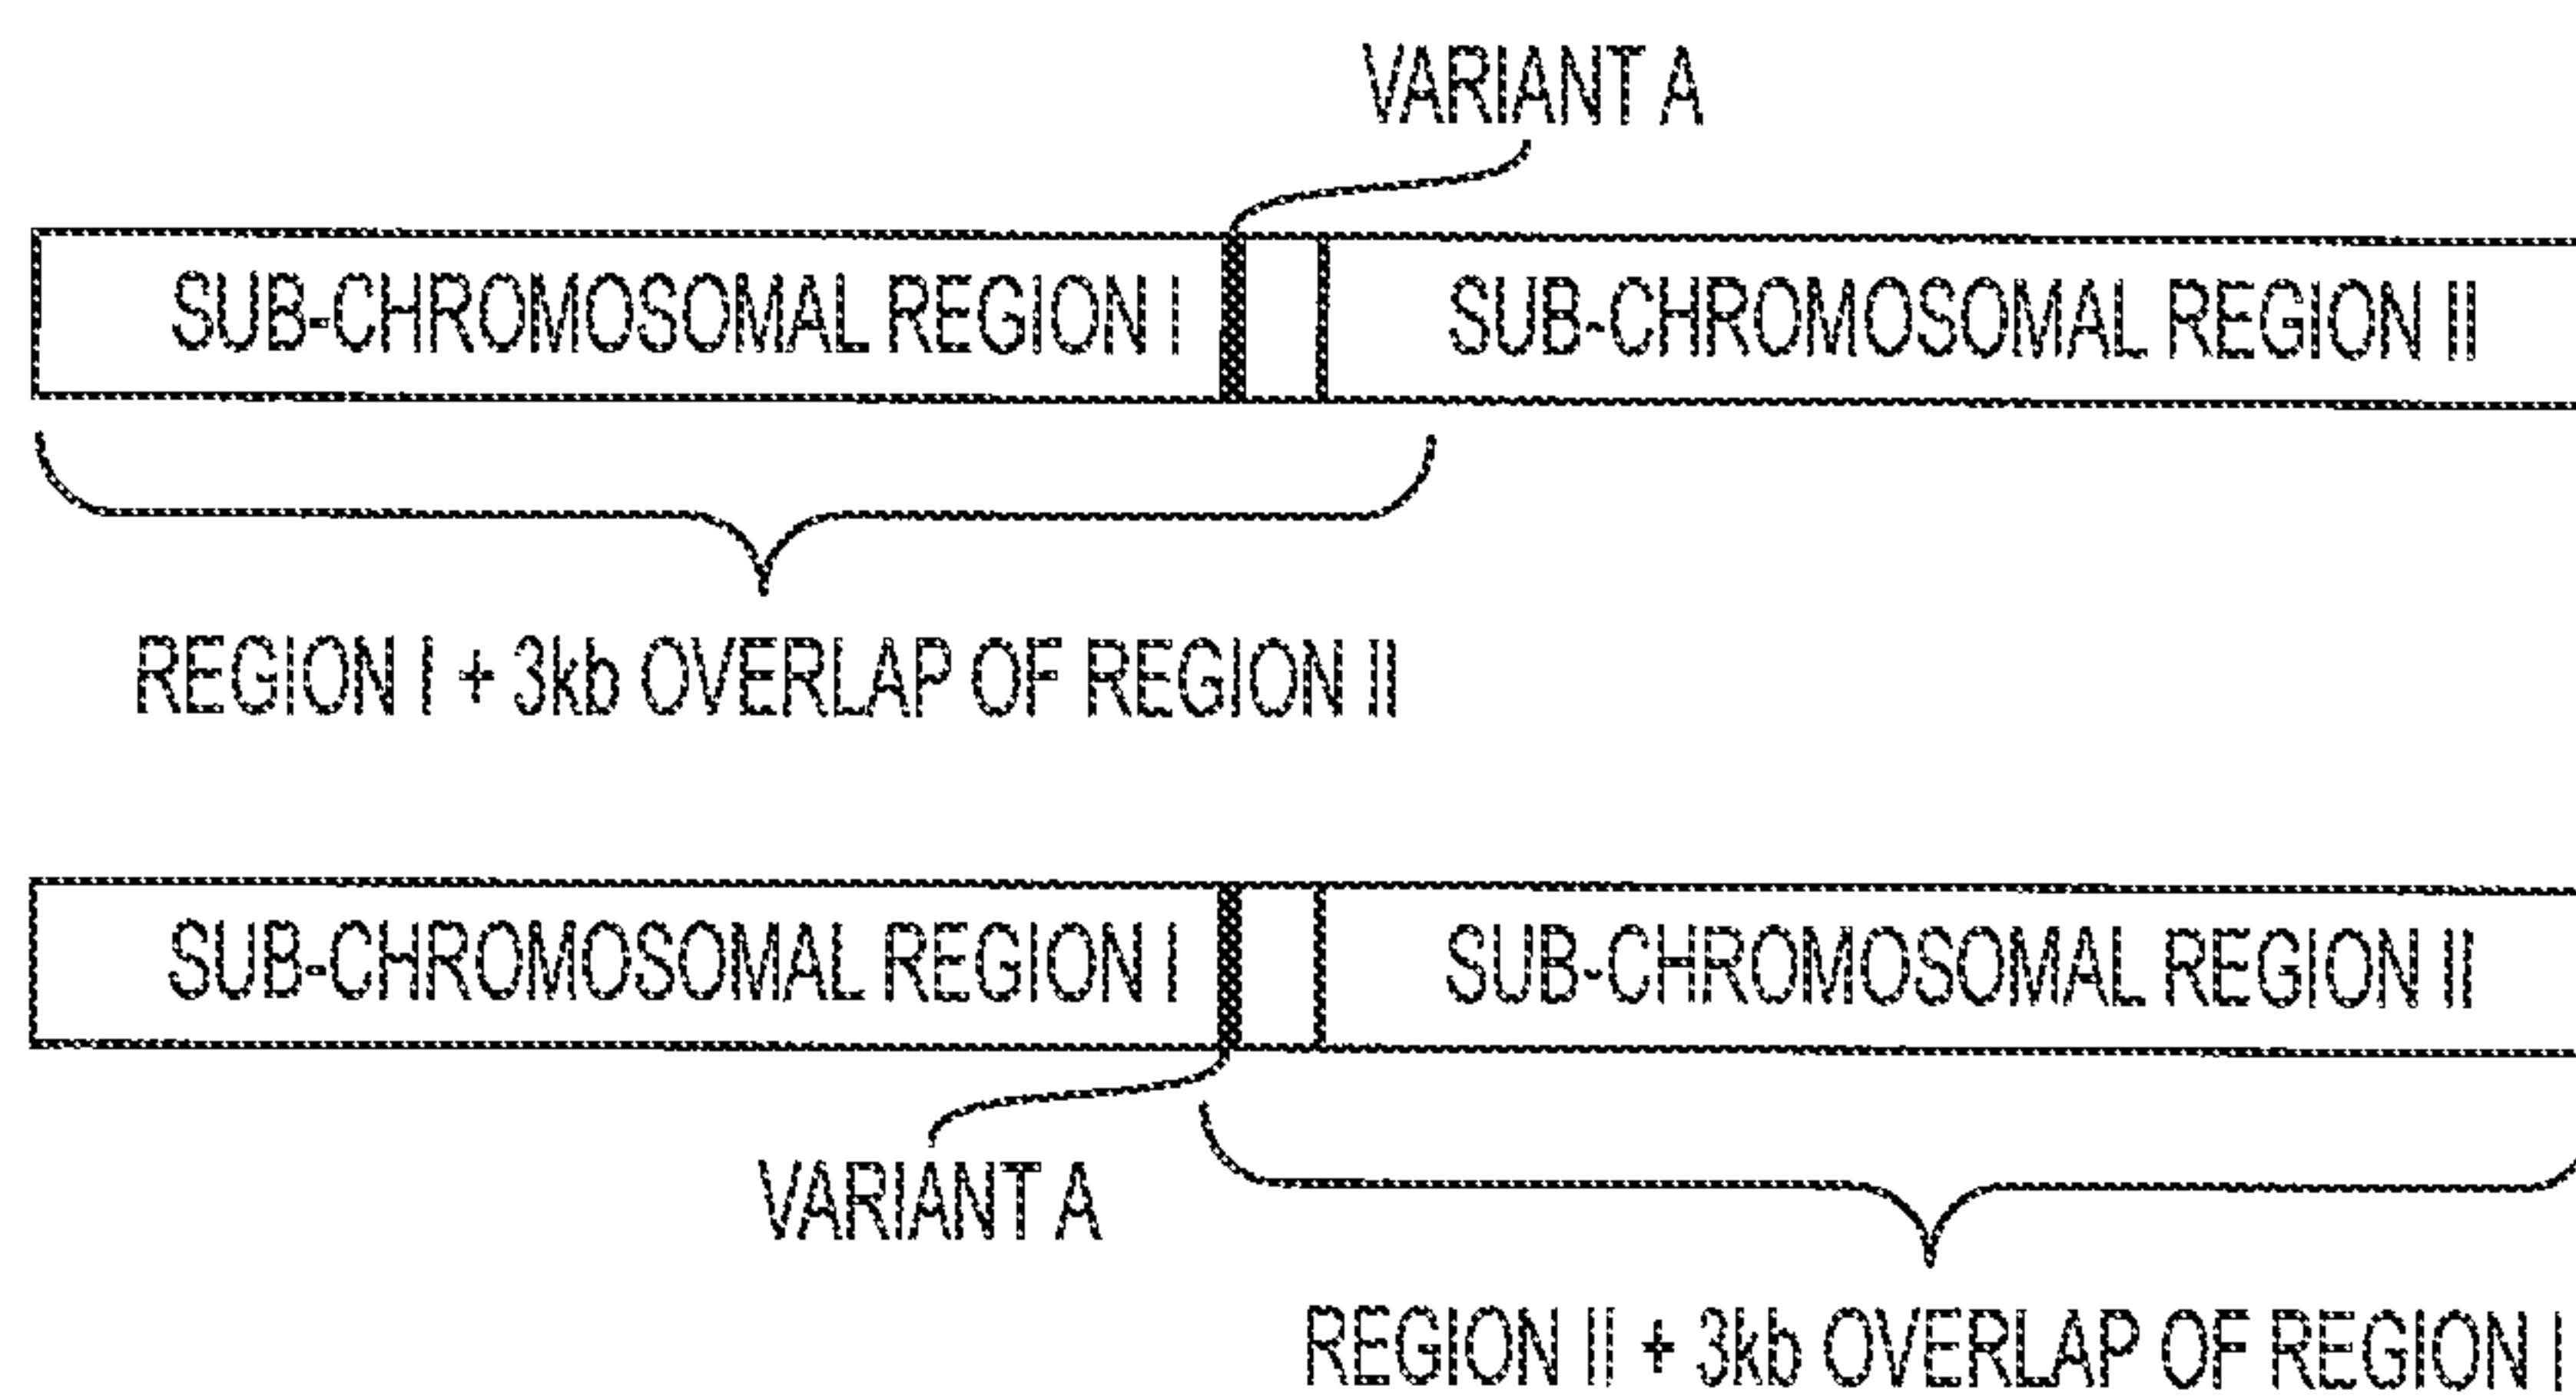 VARIANT A
SUB-CHROMOSOMAL REGION I
SUB-CHROMOSOMAL REGION II
REGION I + 3kb OVERLAP OF REGION II
SUB-CHROMOSOMAL REGION I
SUB-CHROMOSOMAL REGION II
VARIANT A
REGION II + 3kb OVERLAP OF REGION I